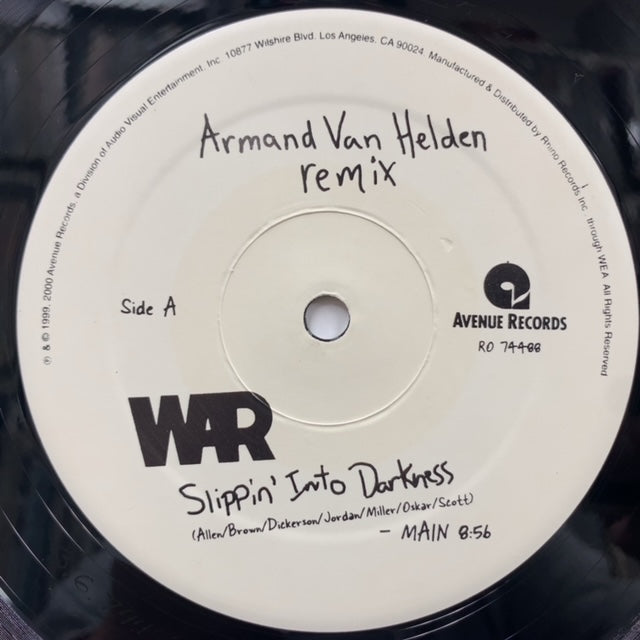 ℗ & © 1999, 2000 Avenue Records, a Division of Audio Visual Entertainment, Inc. 10877 Wilshire Blvd. Los Angeles, CA 90024. Manufactured & Distributed by Rhino Records Inc. through WEA. All Rights Reserved
Armand Van Helden
remix
Side A
AVENUE RECORDS
RO 74400
WAR
Slippin' Into Darkness
(Allen/Brown/Dickerson/Jordan/Miller/Oskar/Scott)
- MAIN 8:56